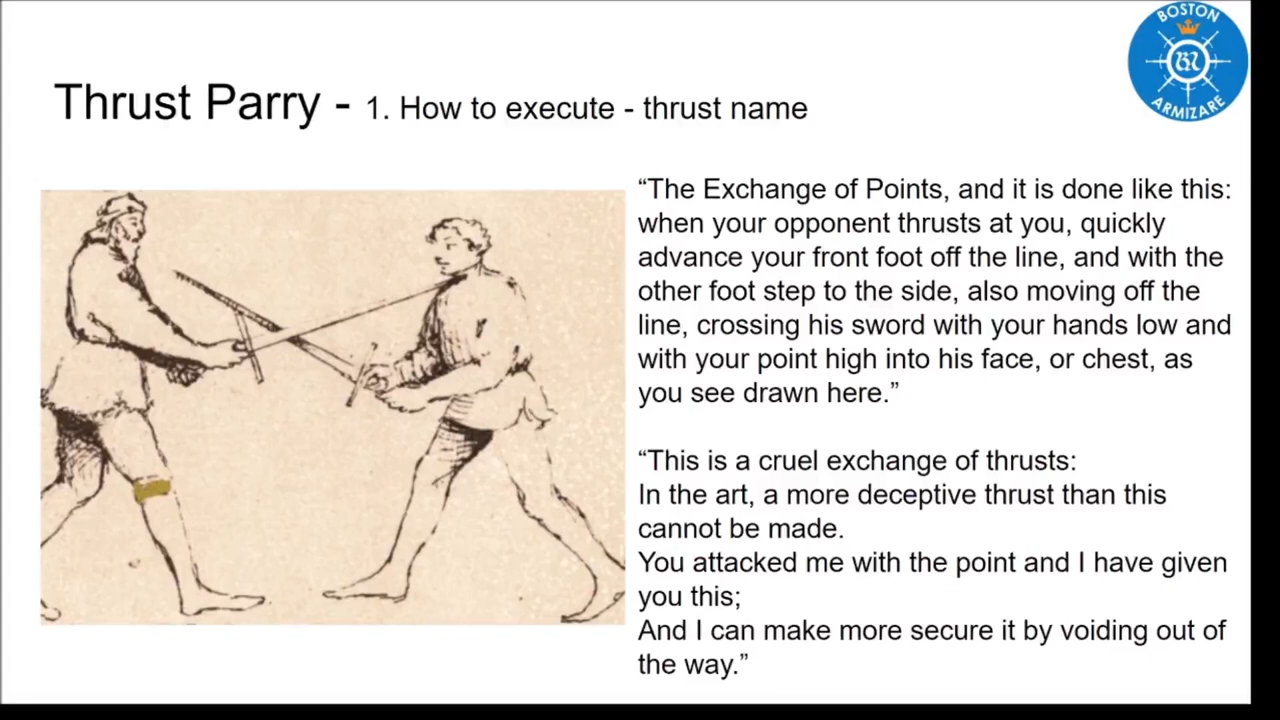 BOSTON
ARMIZARE
Thrust Parry - 1. How to execute - thrust name
“The Exchange of Points, and it is done like this:
when your opponent thrusts at you, quickly
advance your front foot off the line, and with the
other foot step to the side, also moving off the
line, crossing his sword with your hands low and
with your point high into his face, or chest, as
you see drawn here.”
“This is a cruel exchange of thrusts:
In the art, a more deceptive thrust than this
cannot be made.
You attacked me with the point and I have given
you this;
And I can make more secure it by voiding out of
the way.”